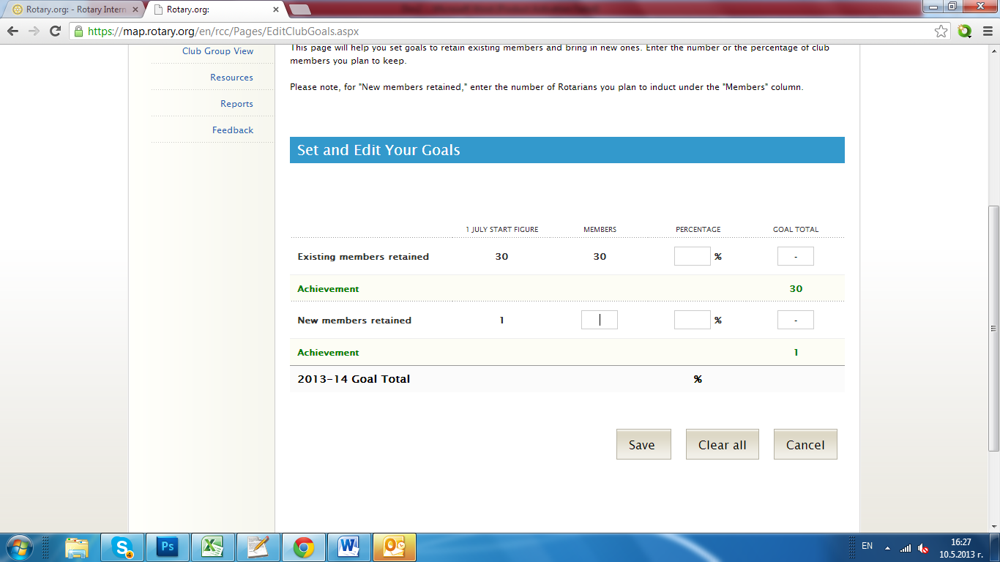 Rotary.org: - Rotary Intern
Rotary.org:
https://map.rotary.org/en/rcc/Pages/EditClubGoals.aspx
Club Group View
Resources
Reports
Feedback
This page will help you set goals to retain existing members and bring in new ones. Enter the number or the percentage of club
members you plan to keep.
Please note, for "New members retained," enter the number of Rotarians you plan to induct under the "Members" column.
Set and Edit Your Goals
1 JULY START FIGURE MEMBERS PERCENTAGE GOAL TOTAL
Existing members retained 30 30 % -
Achievement 30
New members retained 1 % -
Achievement 1
2013-14 Goal Total %
Save Clear all Cancel
S 4 Ps X W O
EN 16:27
10.5.2013 г.